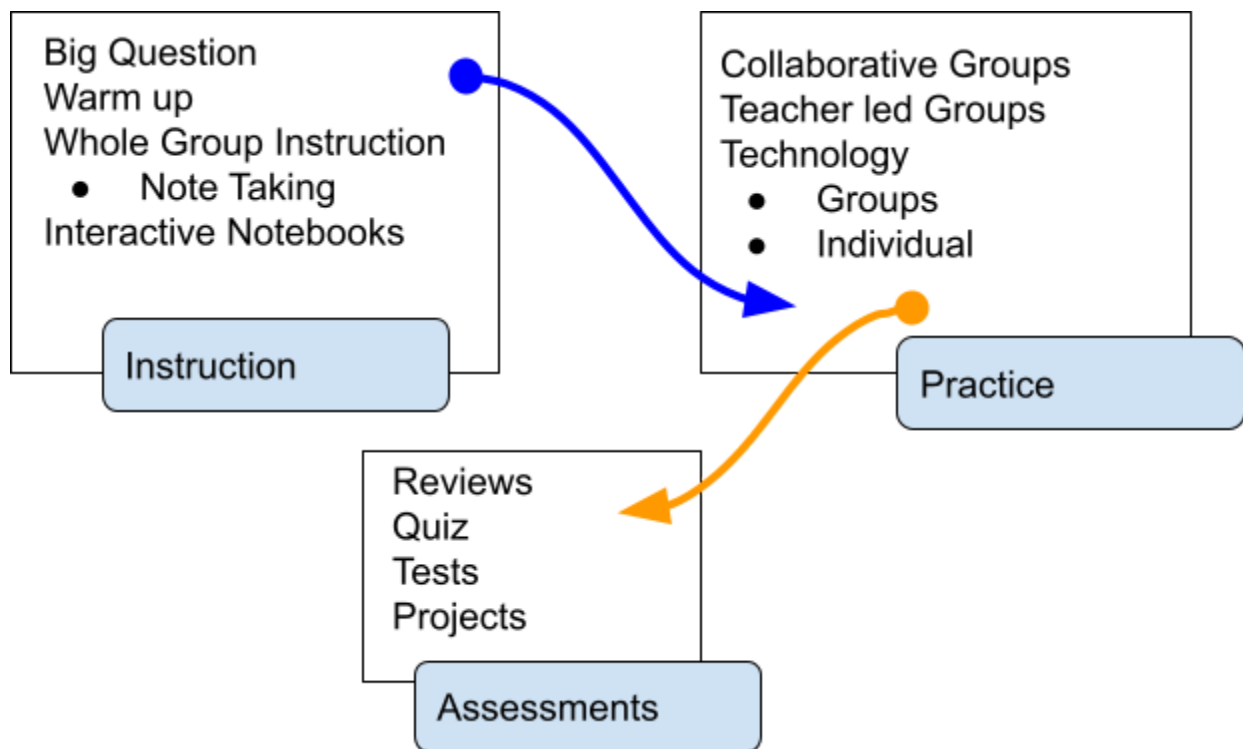 Big Question
Warm up
Whole Group Instruction
● Note Taking
Interactive Notebooks
Instruction
Collaborative Groups
Teacher led Groups
Technology
● Groups
● Individual
Practice
Reviews
Quiz
Tests
Projects
Assessments